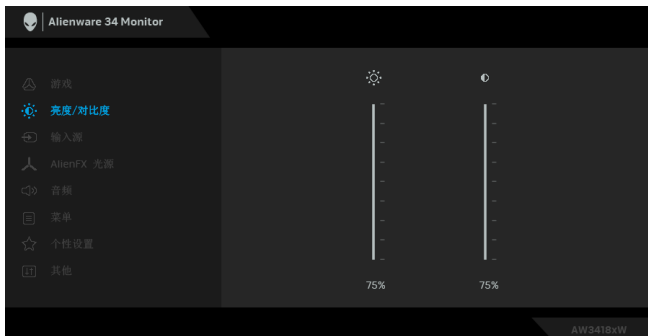 Alienware 34 Monitor
游戏
亮度/对比度
输入源
AlienFX 光源
音频
菜单
个性设置
其他
75%
75%
AW3418xW